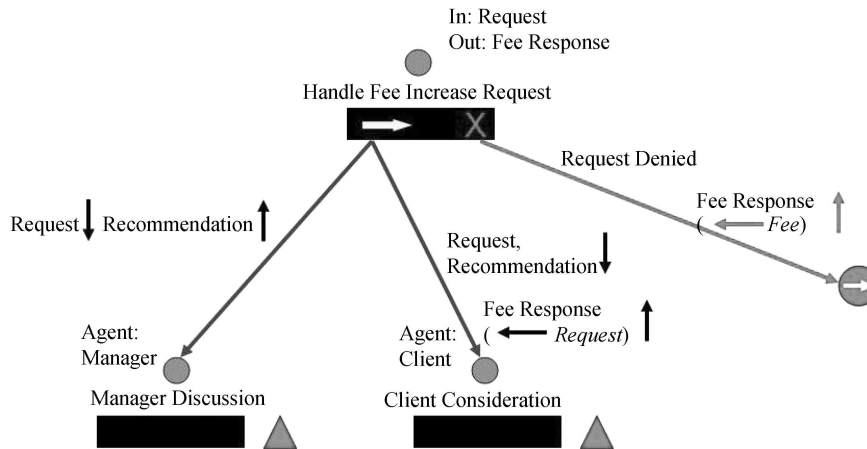 In: Request
Out: Fee Response
Handle Fee Increase Request
X
Request Denied
Fee Response
( Fee)
Request Recommendation
Request,
Recommendation
Fee Response
( Request)
Agent:
Manager
Agent:
Client
Manager Discussion
Client Consideration